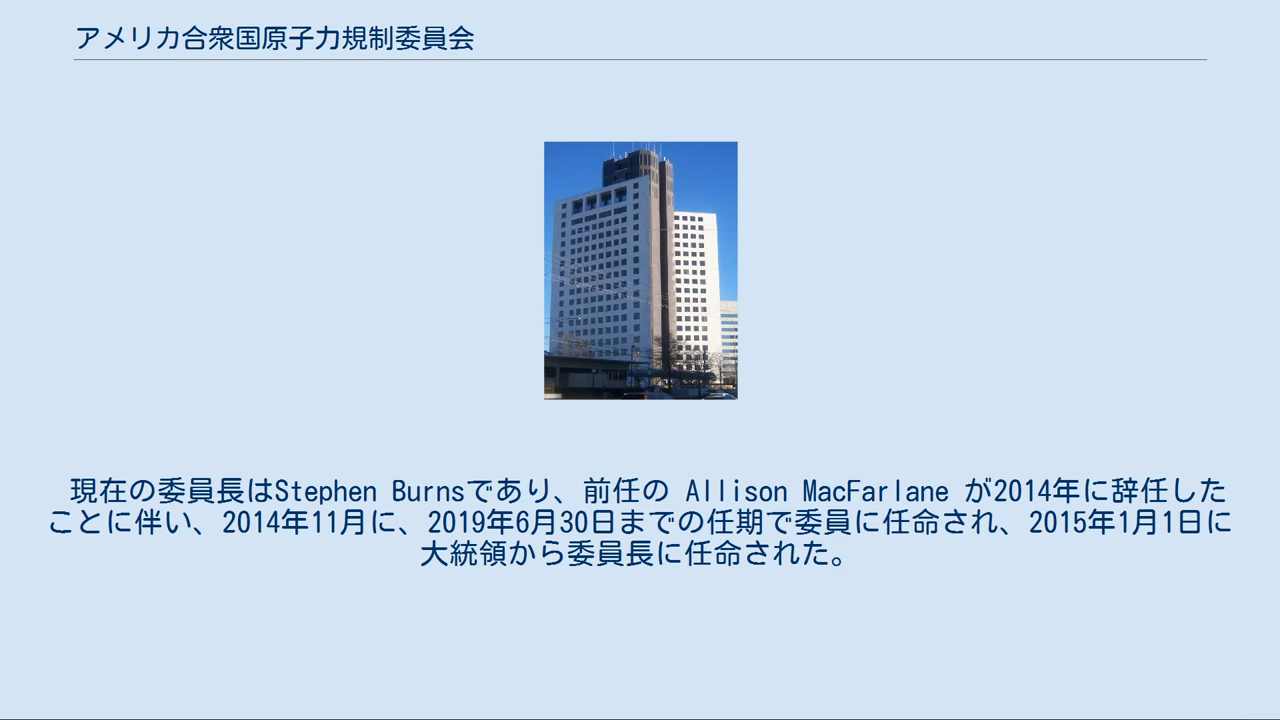 アメリカ合衆国原子力規制委員会
現在の委員長はStephen Burnsであり、前任の Allison MacFarlane が2014年に辞任した
ことに伴い、2014年11月に、2019年6月30日までの任期で委員に任命され、2015年1月1日に
大統領から委員長に任命された。